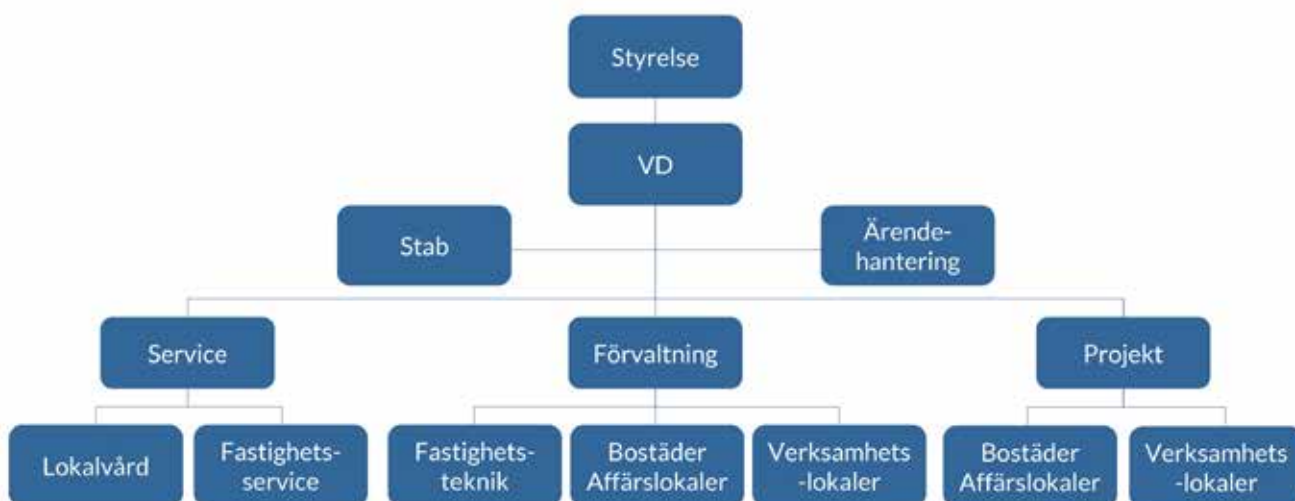 Styrelse
VD
Stab
Ärende-
hantering
Service
Förvaltning
Projekt
Lokalvård
Fastighets-
service
Fastighets-
teknik
Bostäder
Affärslokaler
Verksamhets
-lokaler
Bostäder
Affärslokaler
Verksamhets
-lokaler